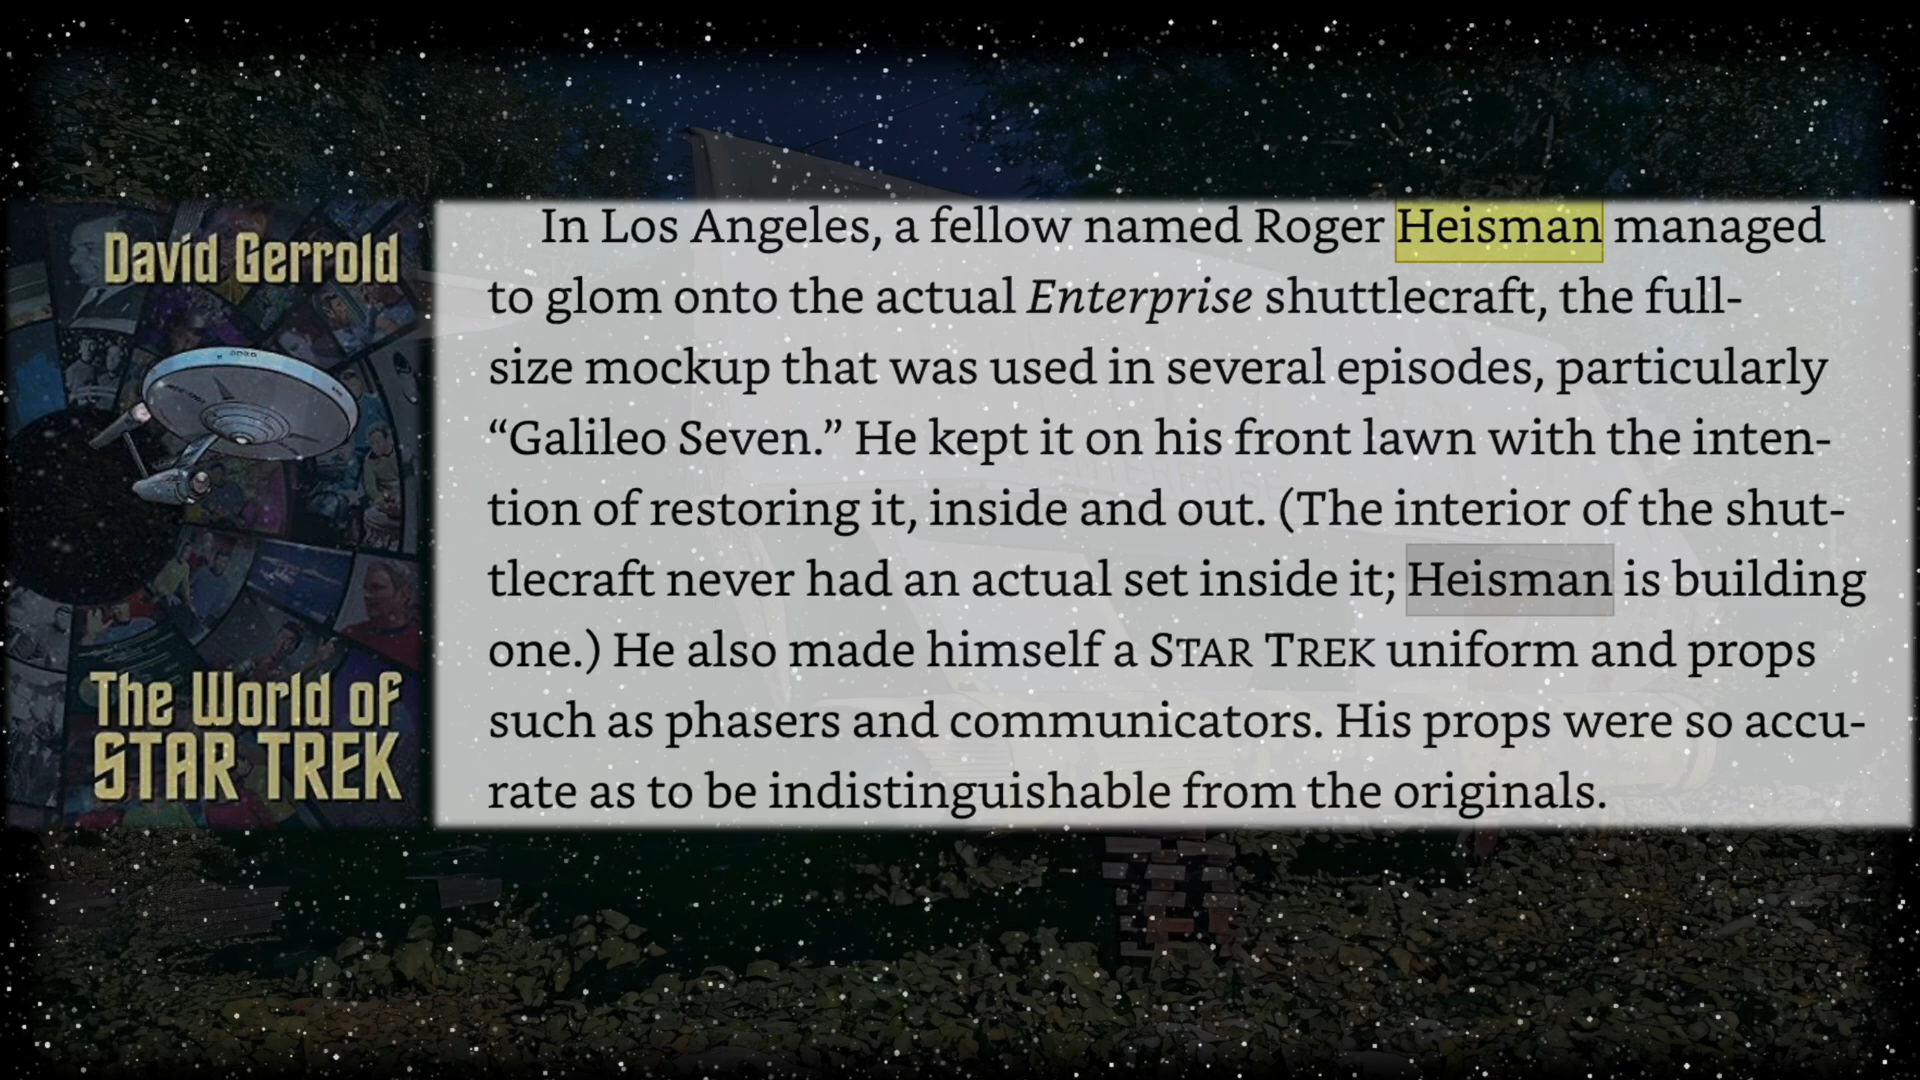 David Gerrold
The World of
STAR TREK
In Los Angeles, a fellow named Roger Heisman managed
to glom onto the actual Enterprise shuttlecraft, the full-
size mockup that was used in several episodes, particularly
“Galileo Seven.” He kept it on his front lawn with the inten-
tion of restoring it, inside and out. (The interior of the shut-
tlecraft never had an actual set inside it; Heisman is building
one.) He also made himself a STAR TREK uniform and props
such as phasers and communicators. His props were so accu-
rate as to be indistinguishable from the originals.